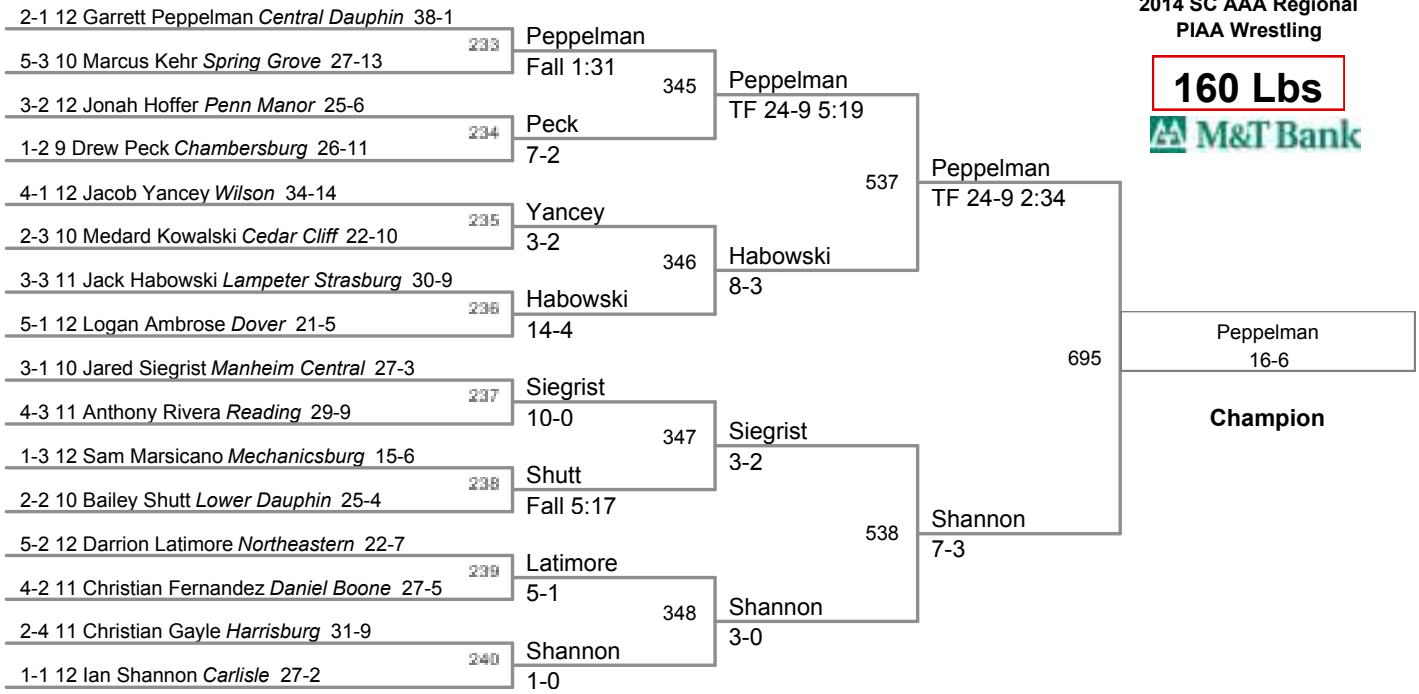 2014 SC AAA Regional
PIAA Wrestling
160 Lbs
M&T Bank
2-1 12 Garrett Peppelman Central Dauphin 38-1
233
5-3 10 Marcus Kehr Spring Grove 27-13
3-2 12 Jonah Hoffer Penn Manor 25-6
234
1-2 9 Drew Peck Chambersburg 26-11
4-1 12 Jacob Yancey Wilson 34-14
235
2-3 10 Medard Kowalski Cedar Cliff 22-10
3-3 11 Jack Habowski Lampeter Strasburg 30-9
236
5-1 12 Logan Ambrose Dover 21-5
3-1 10 Jared Siegrist Manheim Central 27-3
237
4-3 11 Anthony Rivera Reading 29-9
1-3 12 Sam Marsicano Mechanicsburg 15-6
238
2-2 10 Bailey Shutt Lower Dauphin 25-4
5-2 12 Darrion Latimore Northeastern 22-7
239
4-2 11 Christian Fernandez Daniel Boone 27-5
2-4 11 Christian Gayle Harrisburg 31-9
240
1-1 12 Ian Shannon Carlisle 27-2
Peppelman
Fall 1:31
345
Peck
7-2
Yancey
3-2
346
Habowski
14-4
Siegrist
10-0
347
Shutt
Fall 5:17
Latimore
5-1
348
Shannon
1-0
Peppelman
TF 24-9 5:19
537
Habowski
8-3
Siegrist
3-2
538
Shannon
3-0
Peppelman
TF 24-9 2:34
695
Shannon
7-3
Peppelman
16-6
Champion